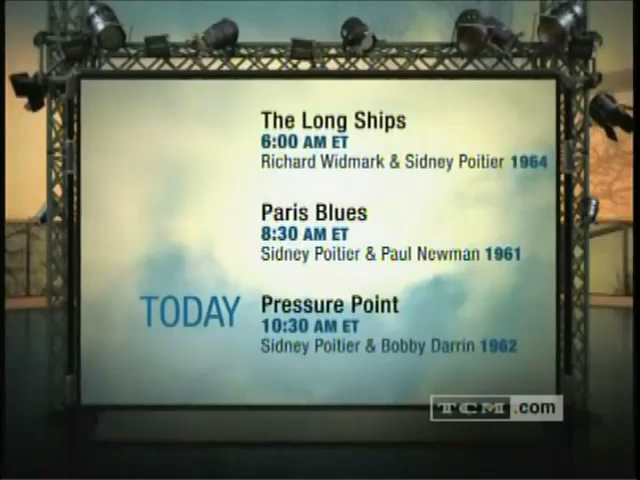 The Long Ships
6:00 AM ET
Richard Widmark & Sidney Poitier 1964
Paris Blues
8:30 AM ET
Sidney Poitier & Paul Newman 1961
TODAY
Pressure Point
10:30 AM ET
Sidney Poitier & Bobby Darrin 1962
TCM.com